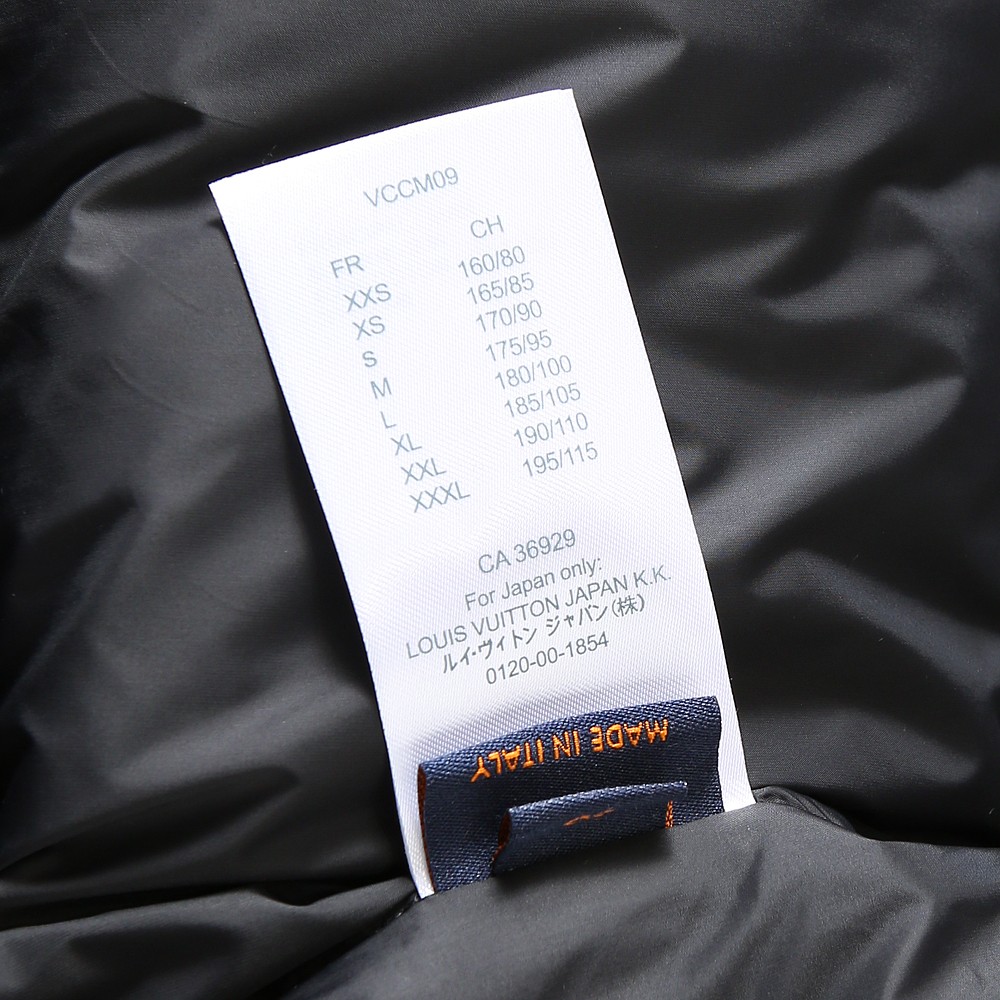 VCCM09
FR CH
XXS 160/80
XS 165/85
S 170/90
M 175/95
L 180/100
XL 185/105
XXL 190/110
XXXL 195/115
CA 36929
For Japan only:
LOUIS VUITTON JAPAN K.K.
ルイ・ヴィトン ジャパン(株)
0120-00-1854
MADE IN ITALY